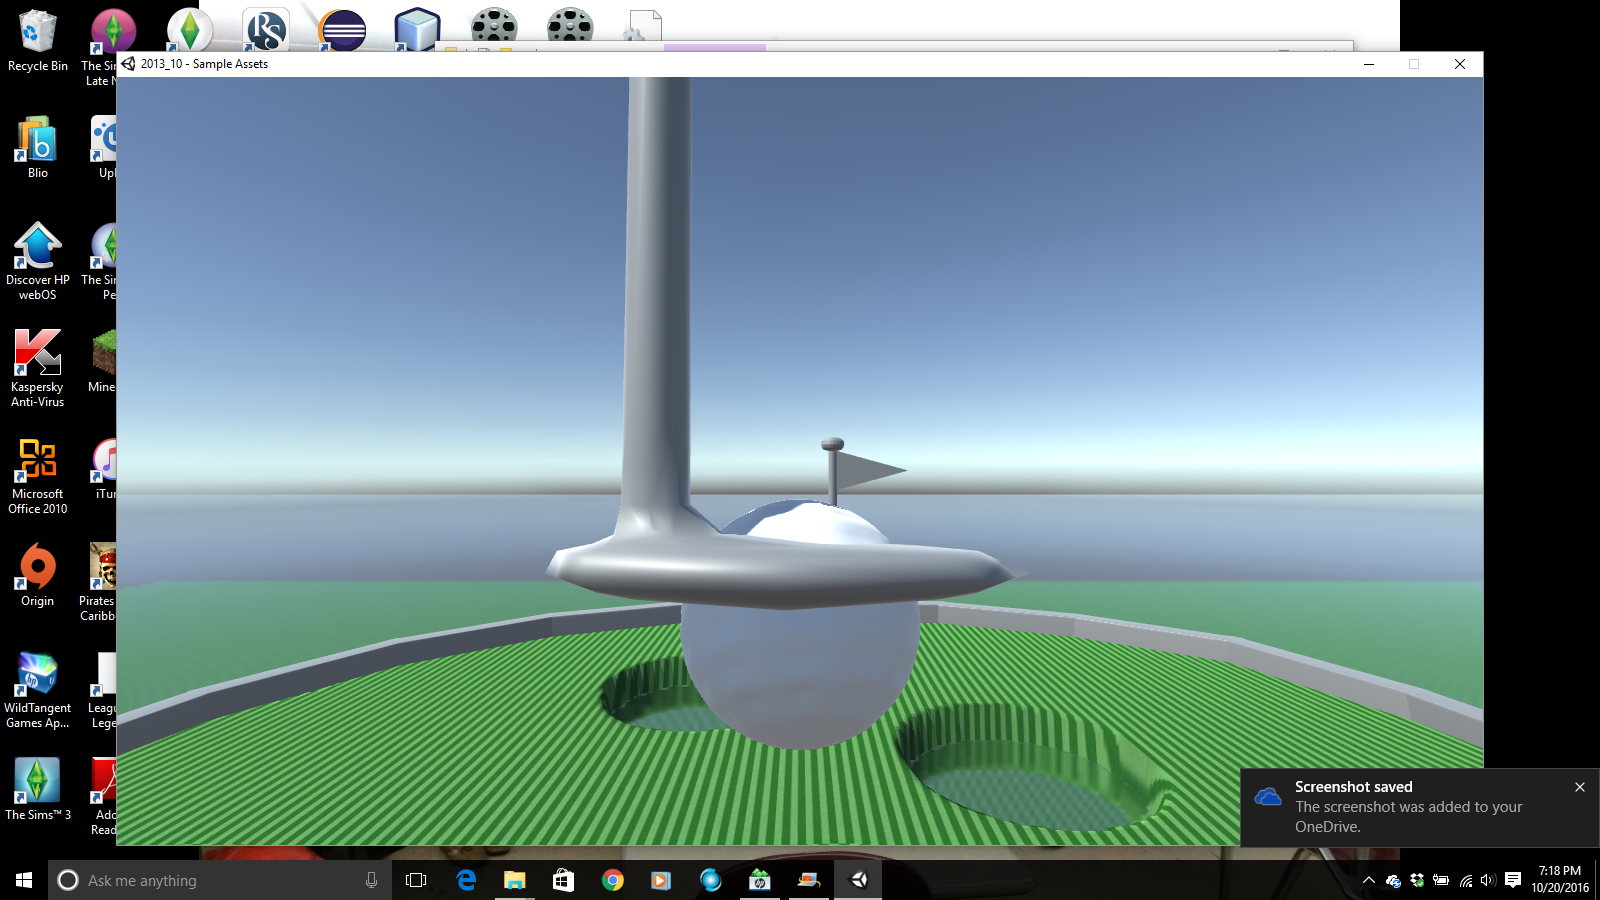 Recycle Bin
The Si
Late N
2013_10 - Sample Assets
Blio
Upl
Discover HP
webOS
The Si
Pe
Kaspersky
Anti-Virus
Mine
Microsoft
Office 2010
iTu
Origin
Pirates
Caribb
WildTangent
Games Ap...
Leagu
Lege
The Sims™ 3
Ado
Read
Screenshot saved
The screenshot was added to your
OneDrive.
Ask me anything
7:18 PM
10/20/2016